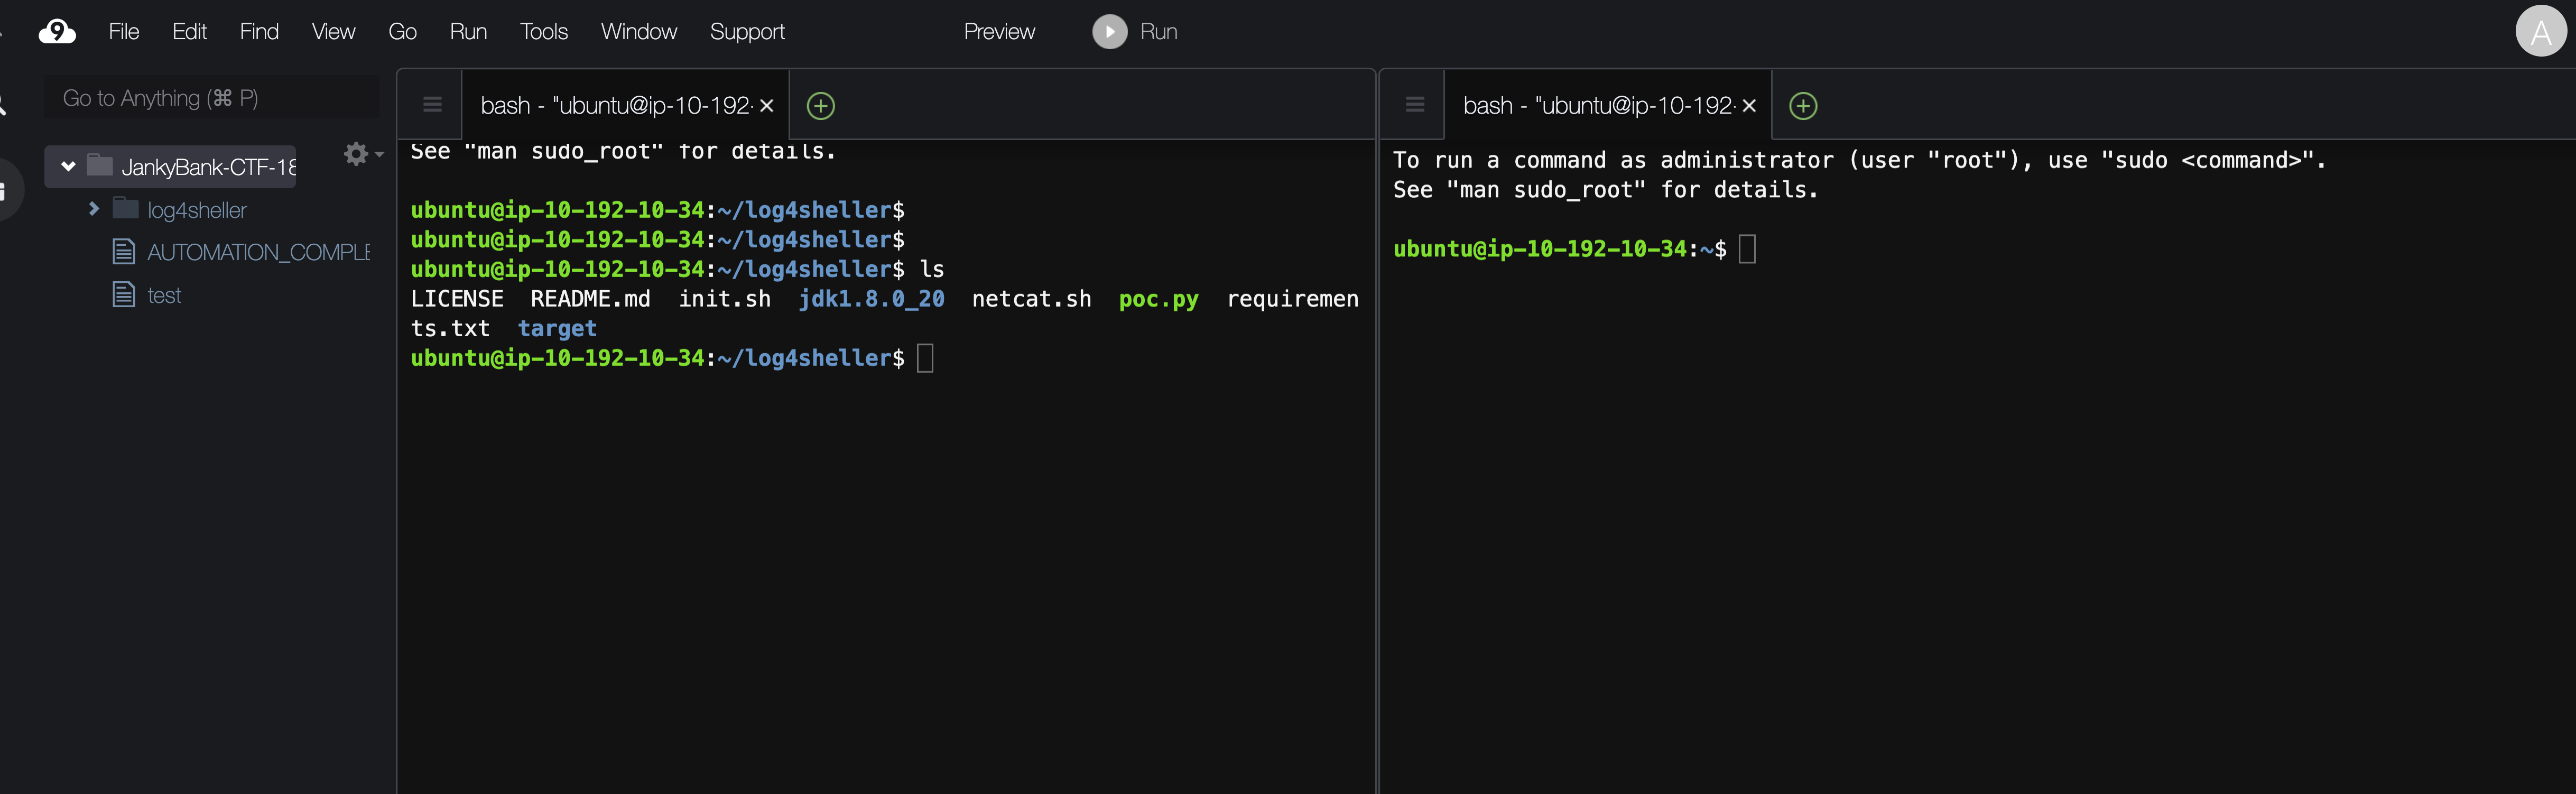 9 File Edit Find View Go Run Tools Window Support Preview Run A
Go to Anything (⌘ P)
JankyBank-CTF-18
log4sheller
AUTOMATION_COMPLE
test
bash - "ubuntu@ip-10-192-
See "man sudo_root" for details.
ubuntu@ip-10-192-10-34:~/log4sheller$
ubuntu@ip-10-192-10-34:~/log4sheller$
ubuntu@ip-10-192-10-34:~/log4sheller$ ls
LICENSE README.md init.sh jdk1.8.0_20 netcat.sh poc.py requiremen
ts.txt target
ubuntu@ip-10-192-10-34:~/log4sheller$
bash - "ubuntu@ip-10-192-
To run a command as administrator (user "root"), use "sudo <command>".
See "man sudo_root" for details.
ubuntu@ip-10-192-10-34:~$